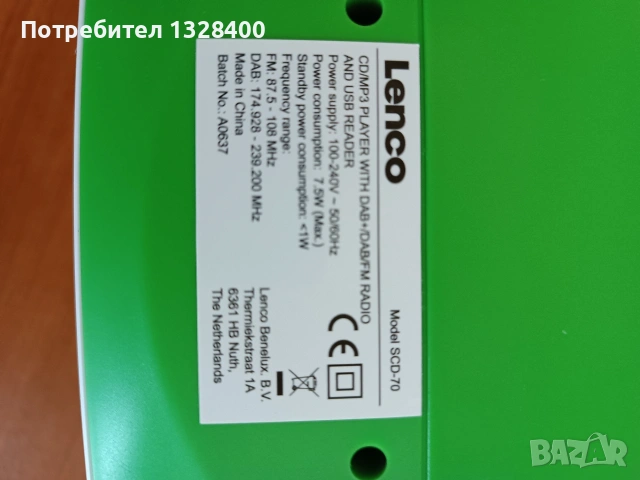 Потребител 1328400
Lenco
Model SCD-70
CD/MP3 PLAYER WITH DAB+/DAB/FM RADIO
AND USB READER
Power supply: 100-240V ~ 50/60Hz
Power consumption: 7.5W (Max.)
Standby power consumption: <1W
Frequency range:
FM: 87.5 - 108 MHz
DAB: 174.928 - 239.200 MHz
Made in China
Batch No.: A0637
CE
Lenco Benelux. B.V.
Thermiekstraat 1A
6361 HB Nuth,
The Netherlands
BAZAR